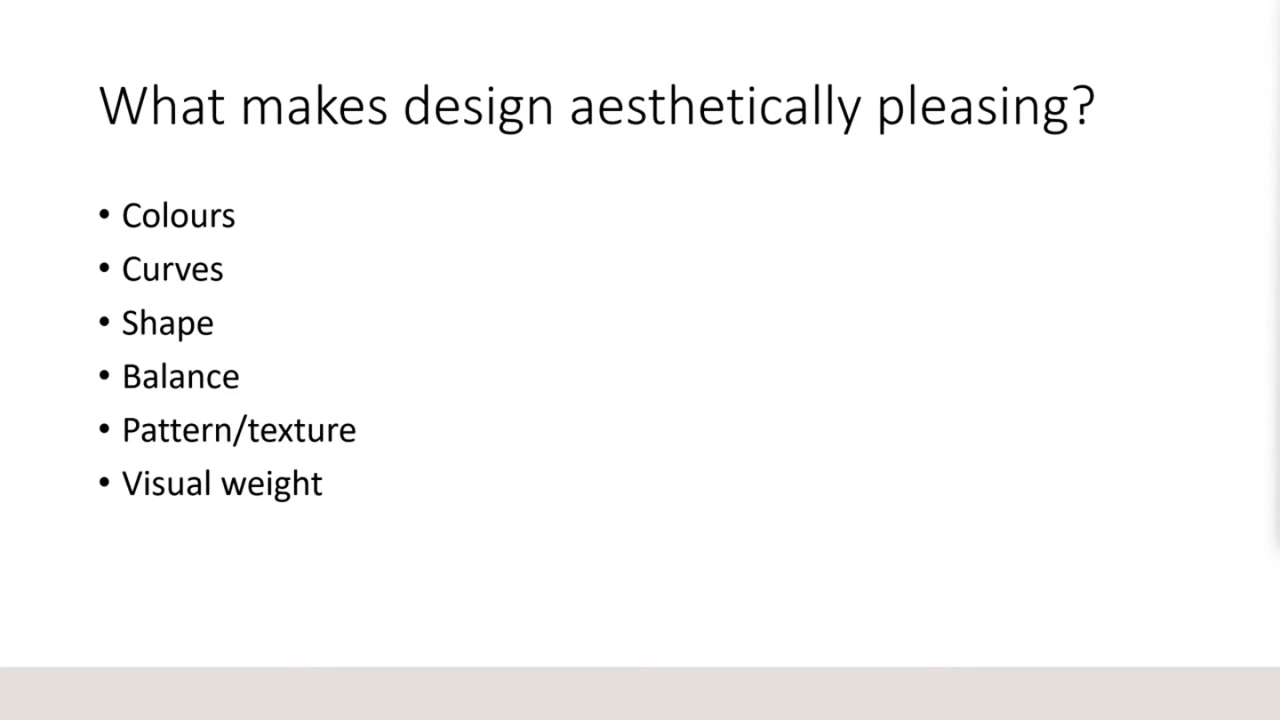 What makes design aesthetically pleasing?
• Colours
• Curves
• Shape
• Balance
• Pattern/texture
• Visual weight